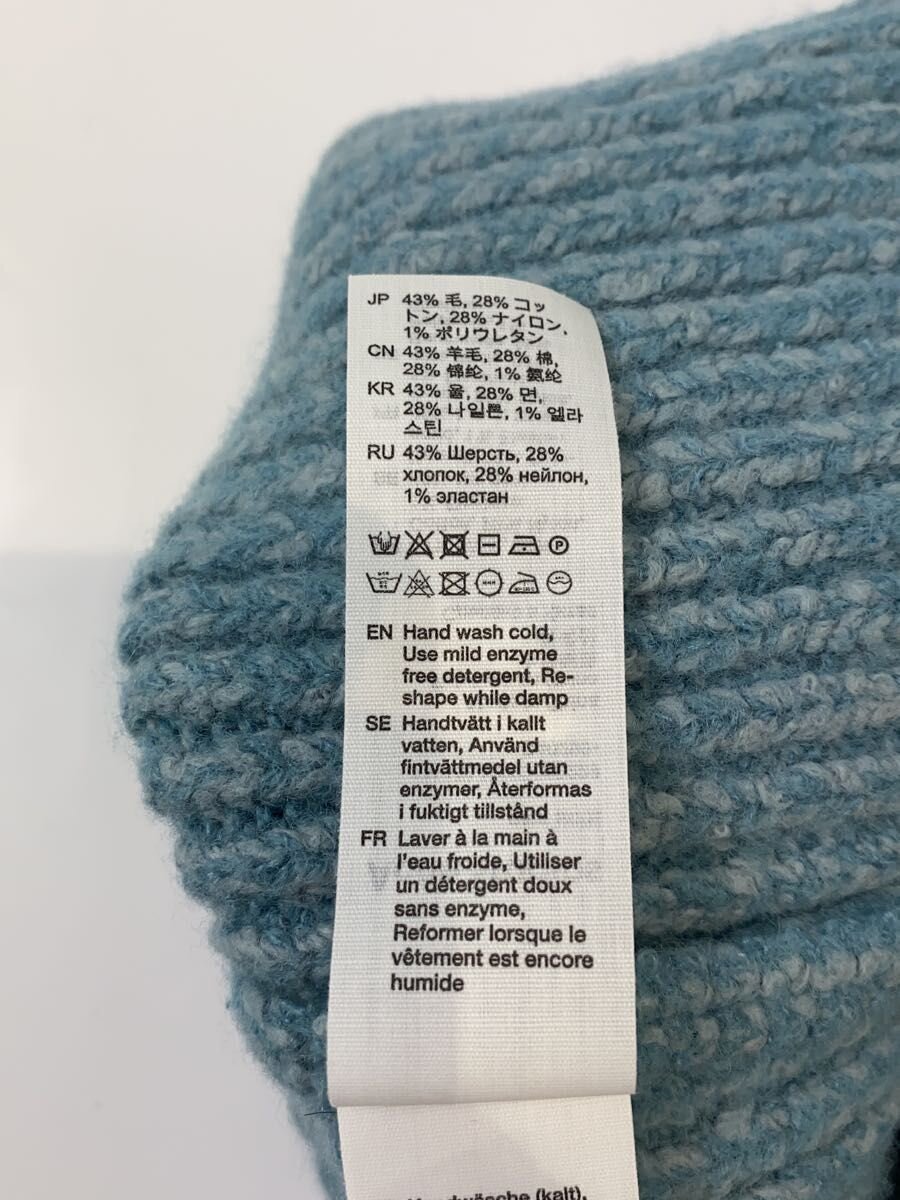 JP 43% 毛, 28% コッ
トン, 28% ナイロン,
1% ポリウレタン
CN 43% 羊毛, 28% 棉,
28% 锦纶, 1% 氨纶
KR 43% 울, 28% 면,
28% 나일론, 1% 엘라
스틴
RU 43% Шерсть, 28%
хлопок, 28% нейлон,
1% эластан
P
EN Hand wash cold,
Use mild enzyme
free detergent, Re-
shape while damp
SE Handtvätt i kallt
vatten, Använd
fintvättmedel utan
enzymer, Återformas
i fuktigt tillstånd
FR Laver à la main à
l'eau froide, Utiliser
un détergent doux
sans enzyme,
Reformer lorsque le
vêtement est encore
humide
(kalt),